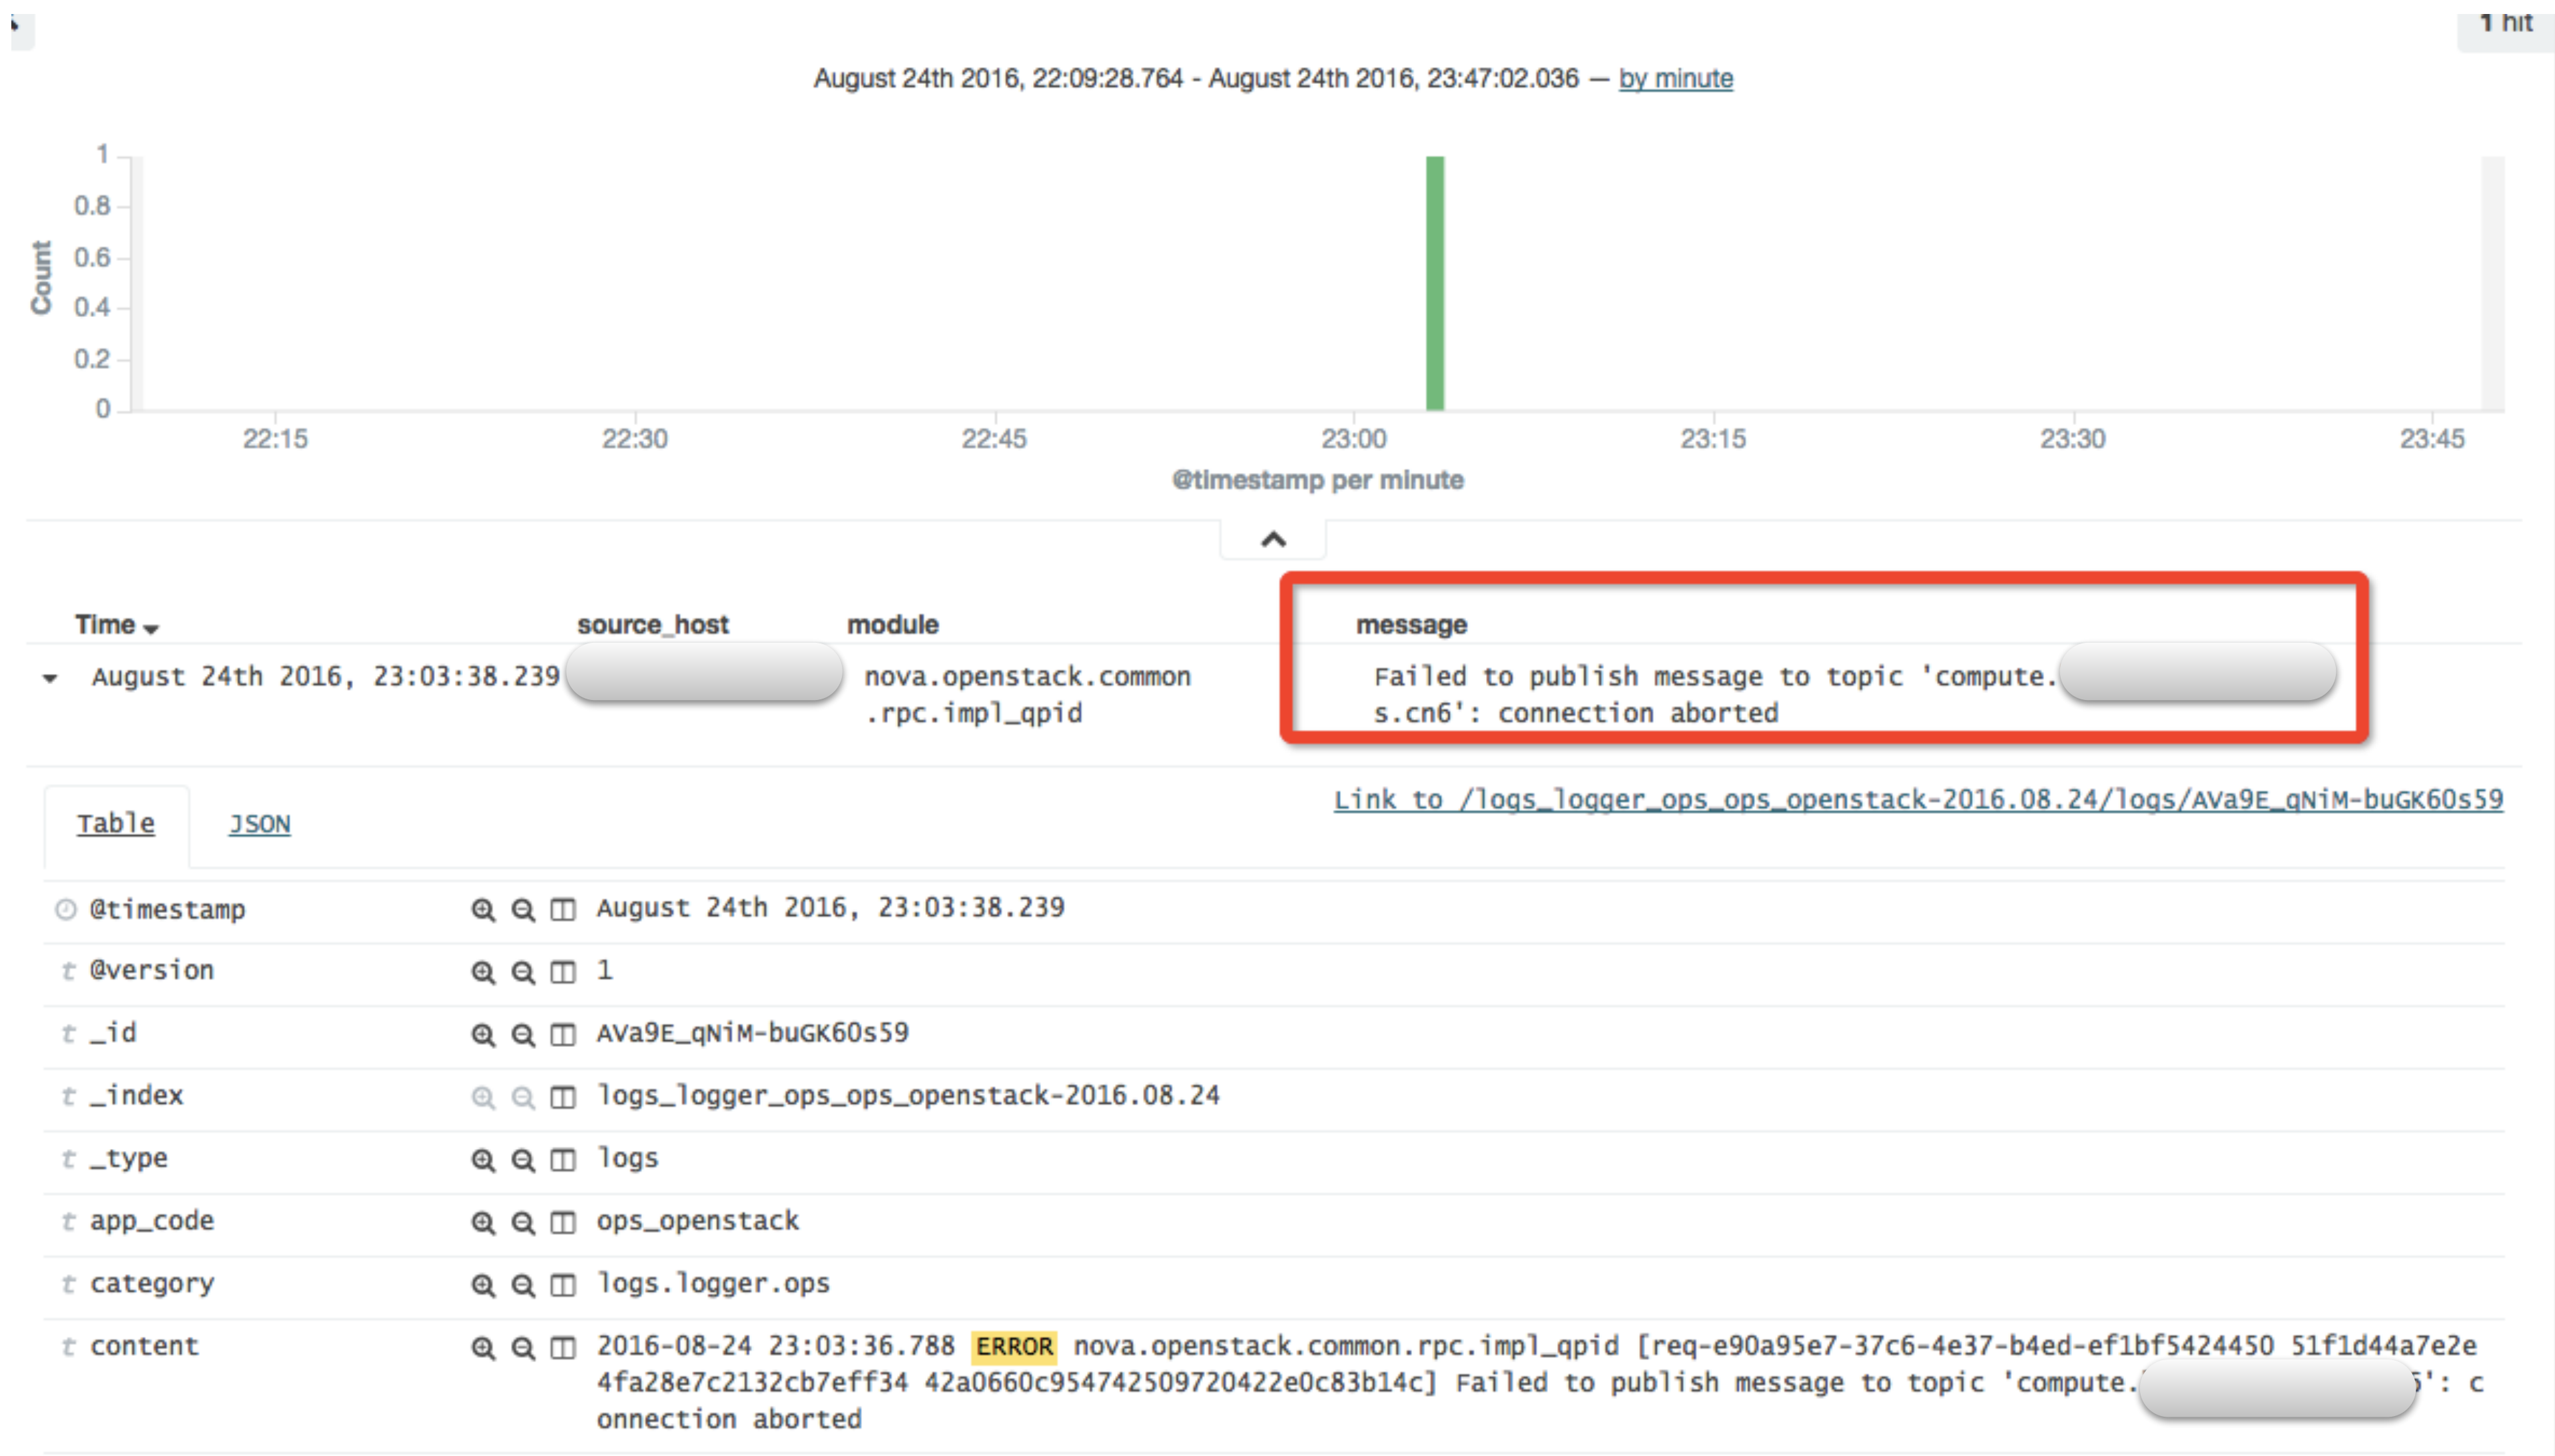 1 hit
August 24th 2016, 22:09:28.764 - August 24th 2016, 23:47:02.036 — by minute
1
0.8
0.6
0.4
0.2
0
Count
22:15 22:30 22:45 23:00 23:15 23:30 23:45
@timestamp per minute
Time source_host module message
August 24th 2016, 23:03:38.239 nova.openstack.common Failed to publish message to topic 'compute.
.rpc.impl_qpid s.cn6': connection aborted
Link to /logs_logger_ops_ops_openstack-2016.08.24/logs/AVa9E_qNiM-buGK60s59
Table JSON
@timestamp August 24th 2016, 23:03:38.239
t @version 1
t _id AVa9E_qNiM-buGK60s59
t _index logs_logger_ops_ops_openstack-2016.08.24
t _type logs
t app_code ops_openstack
t category logs.logger.ops
t content 2016-08-24 23:03:36.788 ERROR nova.openstack.common.rpc.impl_qpid [req-e90a95e7-37c6-4e37-b4ed-ef1bf5424450 51f1d44a7e2e
4fa28e7c2132cb7eff34 42a0660c954742509720422e0c83b14c] Failed to publish message to topic 'compute. ': c
onnection aborted